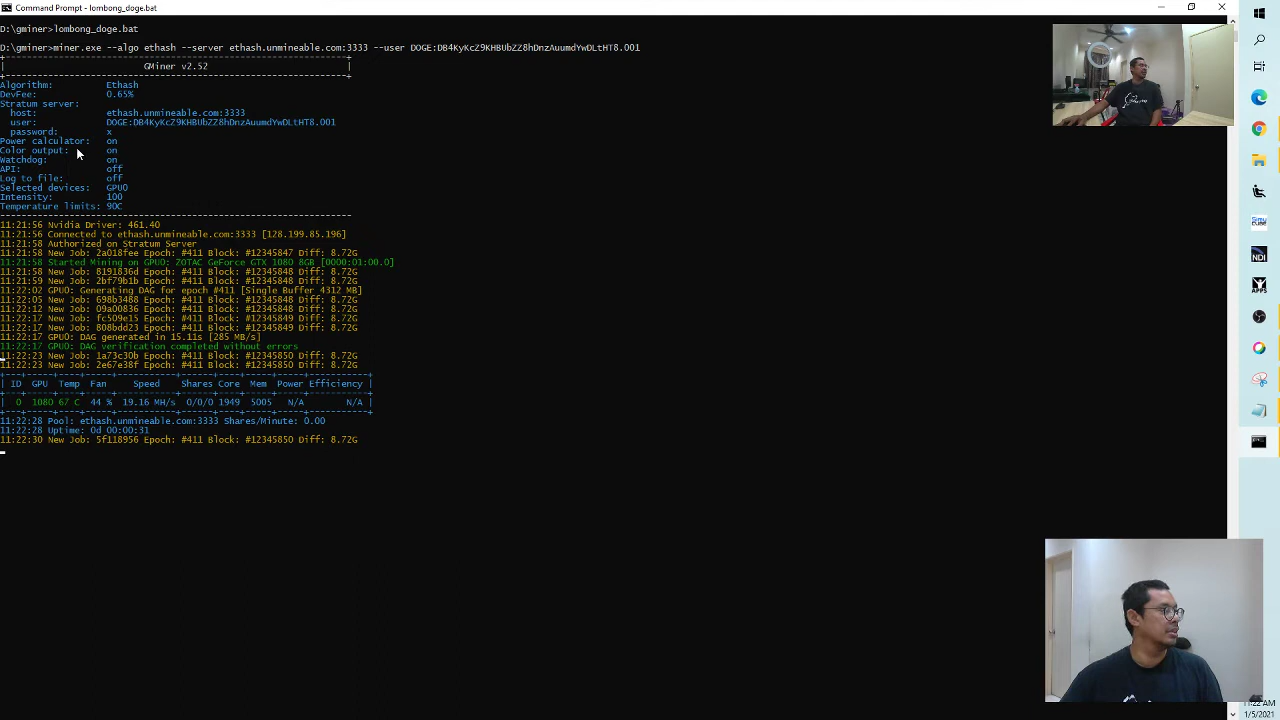 Command Prompt - lombong_doge.bat
D:\gminer>lombong_doge.bat
D:\gminer>miner.exe --algo ethash --server ethash.unmineable.com:3333 --user DOGE:DB4KyKcZ9KHBUbZZ8hDnzAuumdYwDLtHT8.001
+----------------------------------------------------------------+
| GMiner v2.52 |
+----------------------------------------------------------------+
Algorithm: Ethash
DevFee: 0.65%
Stratum server:
host: ethash.unmineable.com:3333
user: DOGE:DB4KyKcZ9KHBUbZZ8hDnzAuumdYwDLtHT8.001
password: x
Power calculator: on
Color output: on
Watchdog: on
API: off
Log to file: off
Selected devices: GPU0
Intensity: 100
Temperature limits: 90C
------------------------------------------------------------------
11:21:56 Nvidia Driver: 461.40
11:21:56 Connected to ethash.unmineable.com:3333 [128.199.85.196]
11:21:58 Authorized on Stratum Server
11:21:58 New Job: 2a018fee Epoch: #411 Block: #12345847 Diff: 8.72G
11:21:58 Started Mining on GPU0: ZOTAC GeForce GTX 1080 8GB [0000:01:00.0]
11:21:58 New Job: 8191836d Epoch: #411 Block: #12345848 Diff: 8.72G
11:21:59 New Job: 2bf79b1b Epoch: #411 Block: #12345848 Diff: 8.72G
11:22:02 GPU0: Generating DAG for epoch #411 [Single Buffer 4312 MB]
11:22:05 New Job: 698b3488 Epoch: #411 Block: #12345848 Diff: 8.72G
11:22:12 New Job: 09a00836 Epoch: #411 Block: #12345848 Diff: 8.72G
11:22:17 New Job: fc509e15 Epoch: #411 Block: #12345849 Diff: 8.72G
11:22:17 New Job: 808bdd23 Epoch: #411 Block: #12345849 Diff: 8.72G
11:22:17 GPU0: DAG generated in 15.11s [285 MB/s]
11:22:17 GPU0: DAG verification completed without errors
11:22:23 New Job: 1a73c30b Epoch: #411 Block: #12345850 Diff: 8.72G
11:22:23 New Job: 2e67e38f Epoch: #411 Block: #12345850 Diff: 8.72G
+---+----+----+-----+-----------+------+----+----+-----+----------+
| ID GPU Temp Fan Speed Shares Core Mem Power Efficiency |
+---+----+----+-----+-----------+------+----+----+-----+----------+
| 0 1080 67 C 44 % 19.16 MH/s 0/0/0 1949 5005 N/A N/A |
+---+----+----+-----+-----------+------+----+----+-----+----------+
11:22:28 Pool: ethash.unmineable.com:3333 Shares/Minute: 0.00
11:22:28 Uptime: 0d 00:00:31
11:22:30 New Job: 5f118956 Epoch: #411 Block: #12345850 Diff: 8.72G
NDI
APPS
11:22 AM
1/5/2021